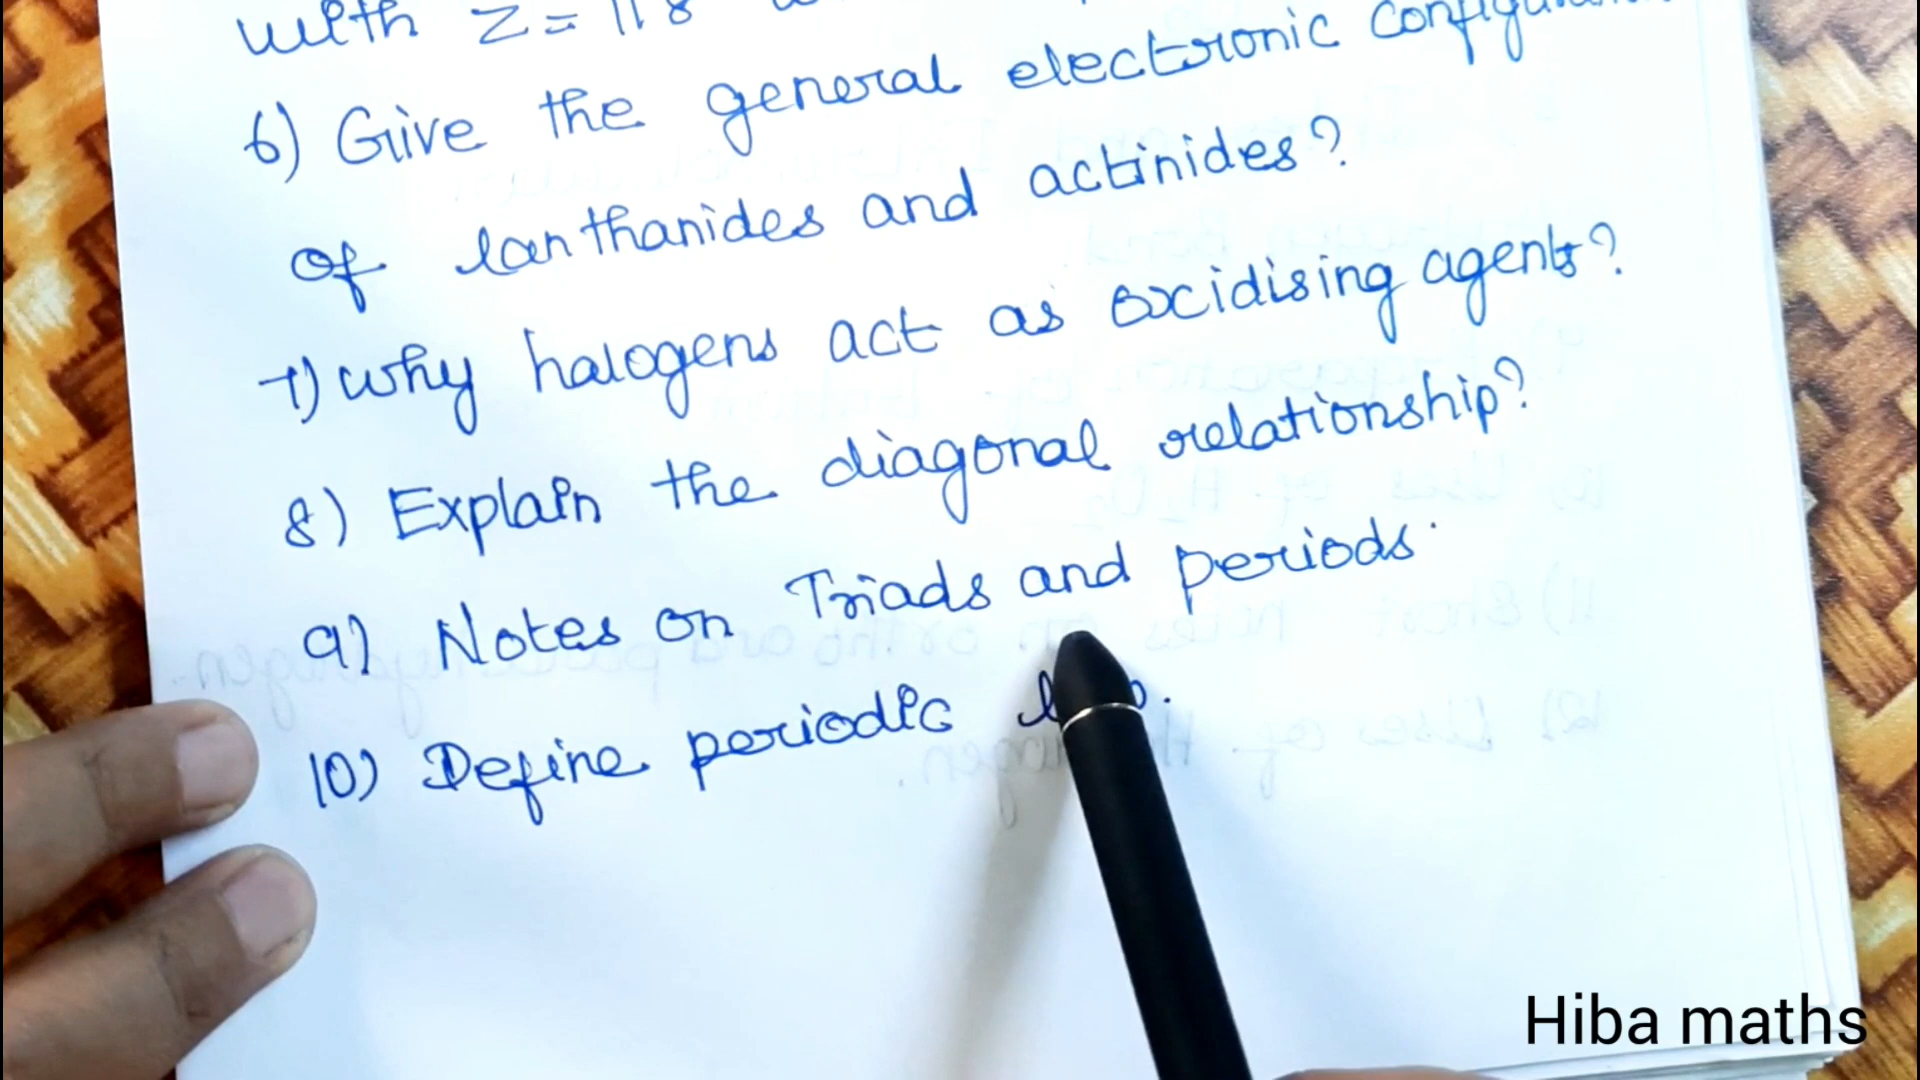 with Z = 118
6) Give the general electronic
of lanthanides and actinides?
7) why halogens act as oxidising agents?
8) Explain the diagonal relationship?
9) Notes on Triads and periods.
10) Define periodic
Hiba maths